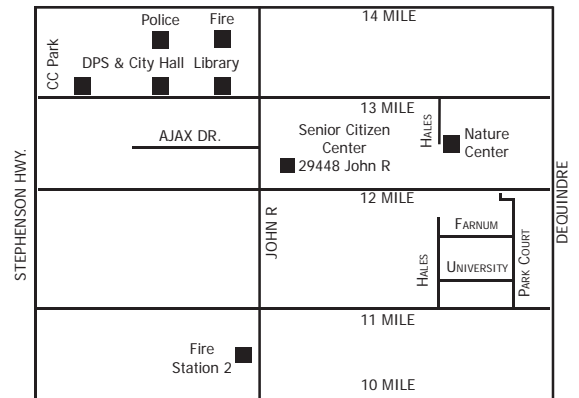 14 MILE
Police
Fire
CC Park
DPS & City Hall Library
13 MILE
AJAX DR.
Senior Citizen
Center
29448 John R
HALES
Nature
Center
STEPHENSON HWY.
12 MILE
JOHN R
DEQUINDRE
FARNUM
HALES
UNIVERSITY
PARK COURT
11 MILE
Fire
Station 2
10 MILE